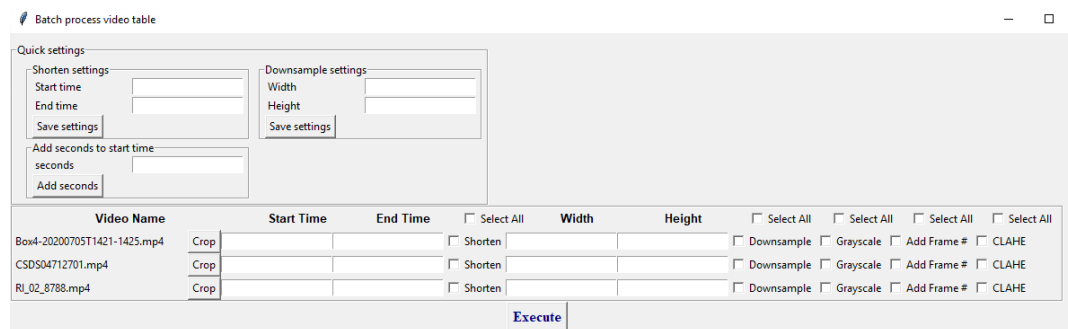 Batch process video table
Quick settings
Shorten settings Downsample settings
Start time Width
End time Height
Save settings Save settings
Add seconds to start time
seconds
Add seconds
Video Name Start Time End Time Select All Width Height Select All Select All Select All Select All
Box4-20200705T1421-1425.mp4 Crop Shorten Downsample Grayscale Add Frame # CLAHE
CSDS04712701.mp4 Crop Shorten Downsample Grayscale Add Frame # CLAHE
RI_02_8788.mp4 Crop Shorten Downsample Grayscale Add Frame # CLAHE
Execute